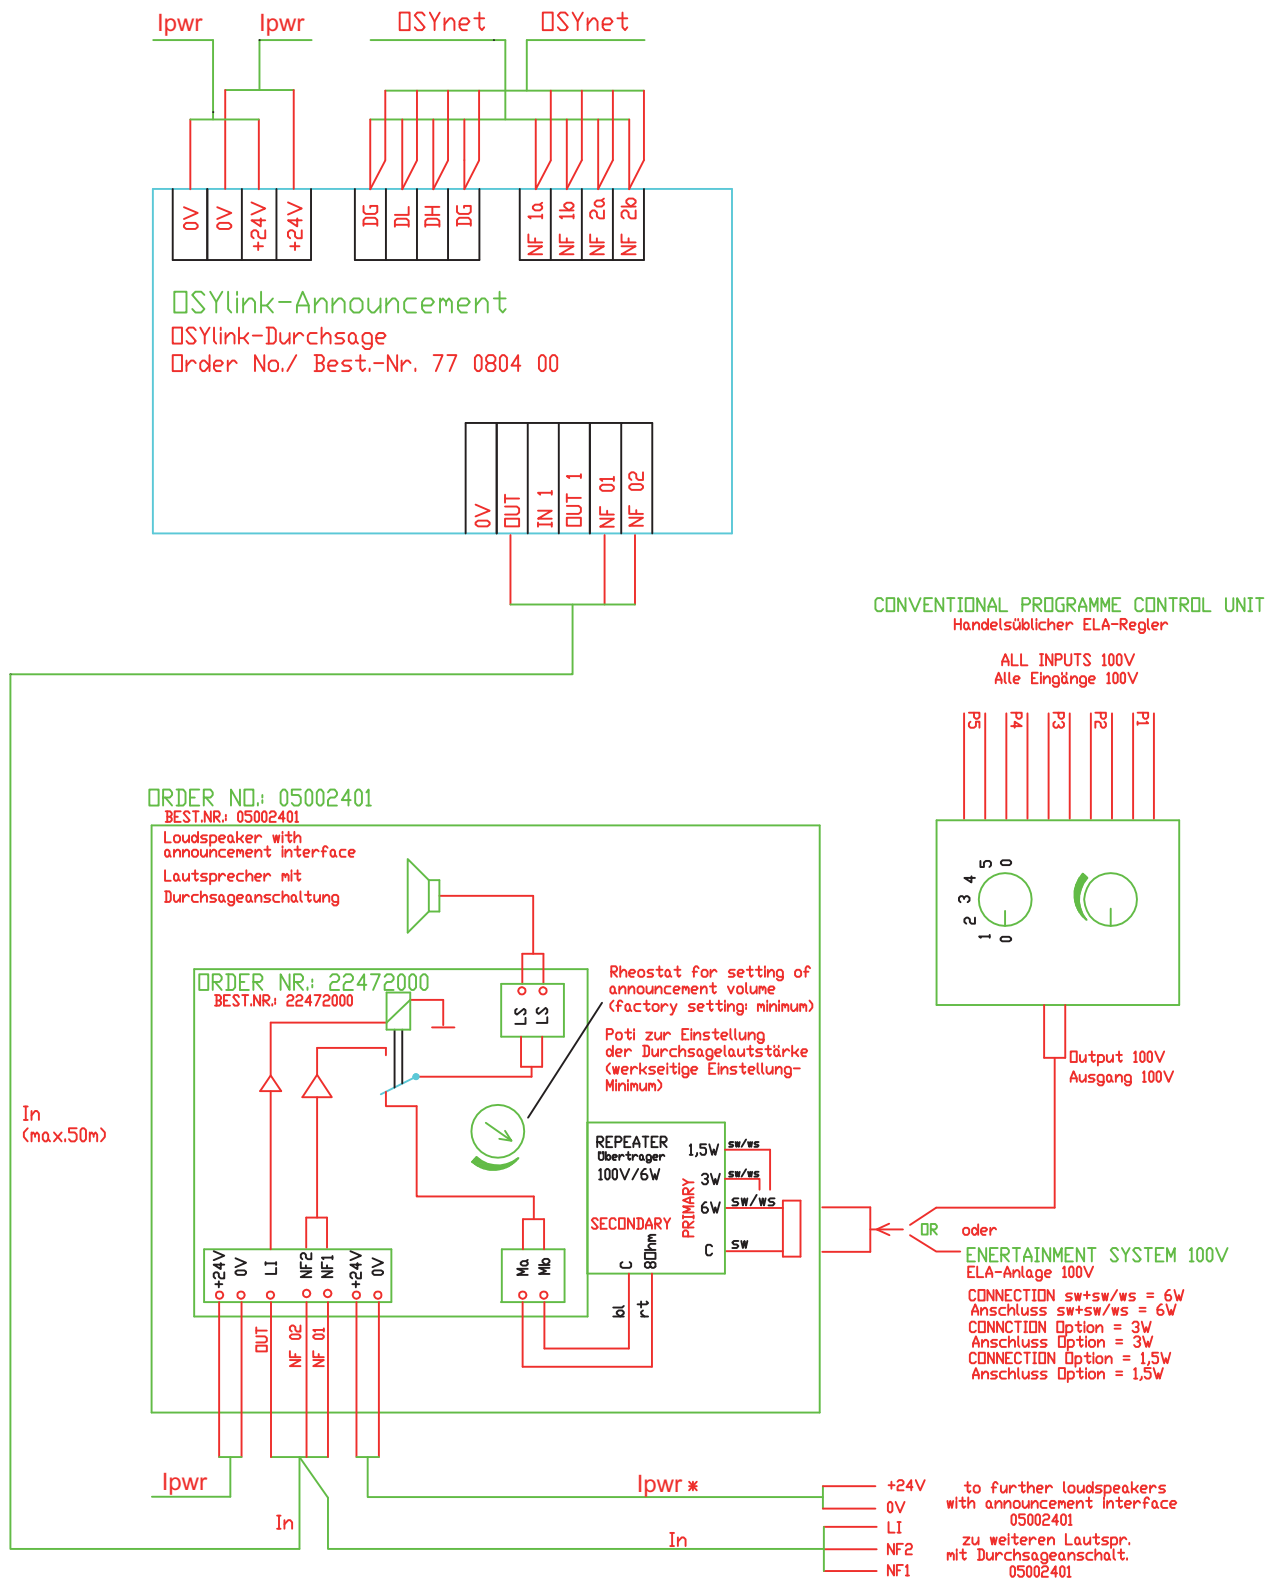 Ipwr Ipwr OSYnet OSYnet
0V 0V +24V +24V DG DL DH DG NF 1a NF 1b NF 2a NF 2b
OSYlink-Announcement
OSYlink-Durchsage
Order No./ Best.-Nr. 77 0804 00
0V OUT IN 1 OUT 1 NF 01 NF 02
CONVENTIONAL PROGRAMME CONTROL UNIT
Handelsüblicher ELA-Regler
ALL INPUTS 100V
Alle Eingänge 100V
P5 P4 P3 P2 P1
5 0
4
3
2
1 0
Output 100V
Ausgang 100V
ORDER NO.: 05002401
BEST.NR.: 05002401
Loudspeaker with
announcement interface
Lautsprecher mit
Durchsageanschaltung
ORDER NR.: 22472000
BEST.NR.: 22472000
LS LS
Rheostat for setting of
announcement volume
(factory setting: minimum)
Poti zur Einstellung
der Durchsagelautstärke
(werkseitige Einstellung-
Minimum)
In
(max.50m)
REPEATER
Übertrager
100V/6W
1,5W sw/ws
3W sw/ws
6W sw/ws
C sw
PRIMARY
SECONDARY
C 8Ohm
bl rt
+24V 0V LI NF2 NF1 +24V 0V
Ma Mb
OUT NF 02 NF 01
OR oder
ENERTAINMENT SYSTEM 100V
ELA-Anlage 100V
CONNECTION sw+sw/ws = 6W
Anschluss sw+sw/ws = 6W
CONNCTION Option = 3W
Anschluss Option = 3W
CONNECTION Option = 1,5W
Anschluss Option = 1,5W
Ipwr
In
Ipwr *
In
+24V
0V
LI
NF2
NF1
to further loudspeakers
with announcement interface
05002401
zu weiteren Lautspr.
mit Durchsageanschalt.
05002401